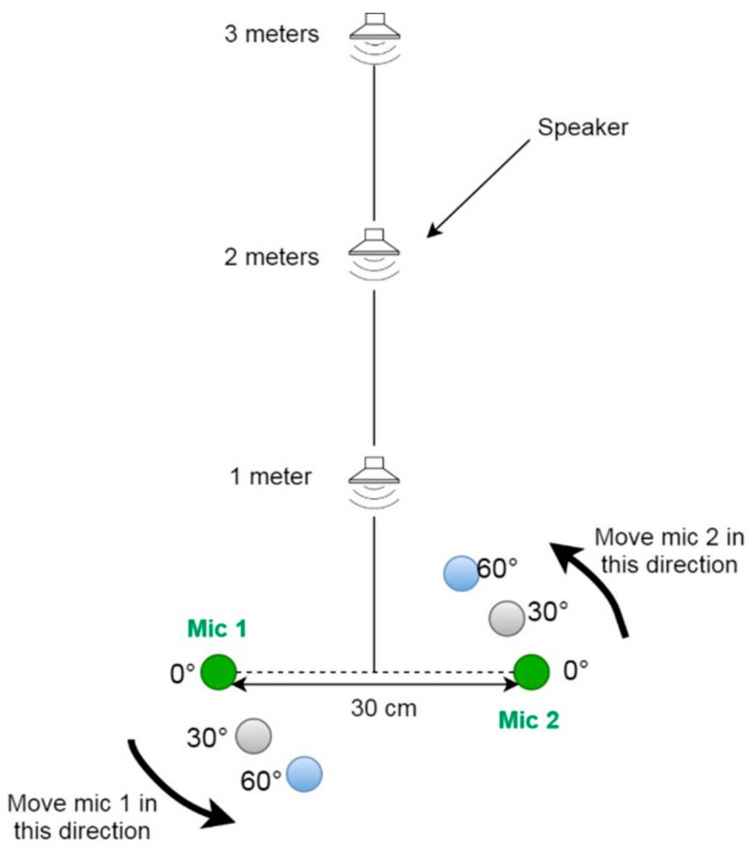 3 meters
Speaker
2 meters
1 meter
Move mic 2 in
this direction
60°
30°
Mic 1
0°
0°
30 cm
Mic 2
30°
60°
Move mic 1 in
this direction